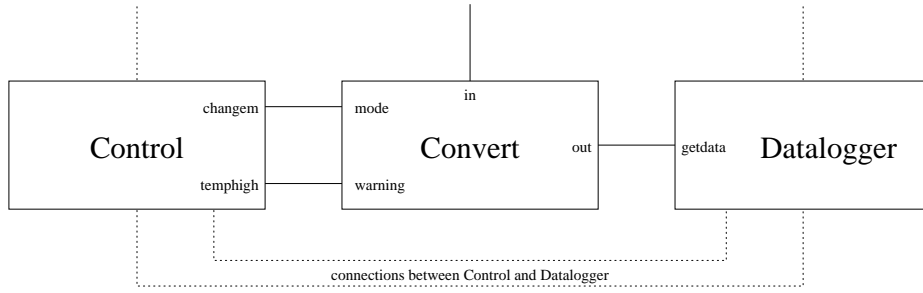 in
changem
mode
Control
Convert
out
getdata
Datalogger
temphigh
warning
connections between Control and Datalogger